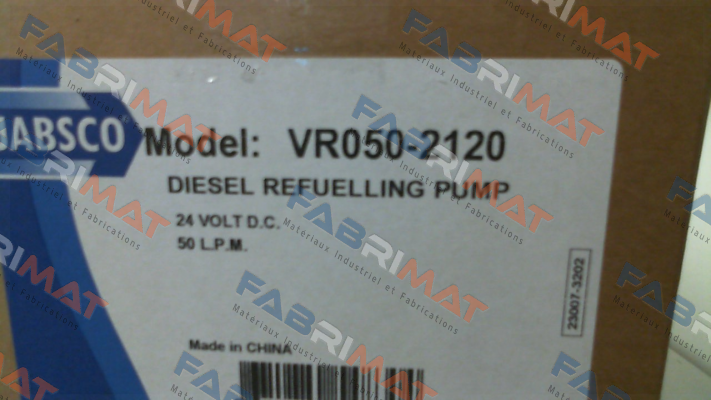 JABSCO®
Model: VR050-2120
DIESEL REFUELLING PUMP
24 VOLT D.C.
50 L.P.M.
23007-3202
Made in CHINA
FABRIMAT
Materiaux Industriel et Fabrications